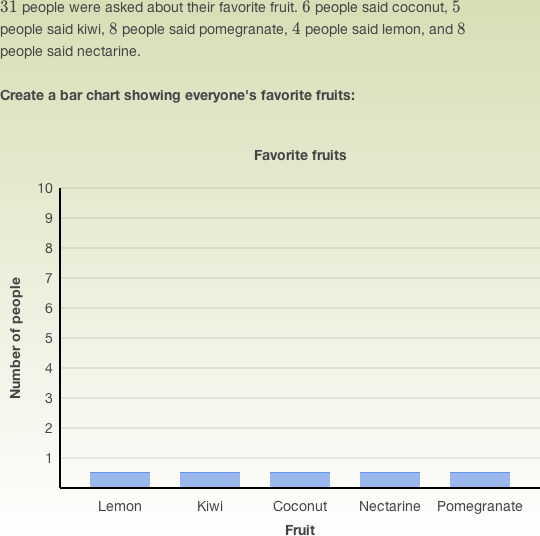 31 people were asked about their favorite fruit. 6 people said coconut, 5
people said kiwi, 8 people said pomegranate, 4 people said lemon, and 8
people said nectarine.
Create a bar chart showing everyone's favorite fruits:
Favorite fruits
10
9
8
7
6
5
4
3
2
1
Number of people
Lemon Kiwi Coconut Nectarine Pomegranate
Fruit